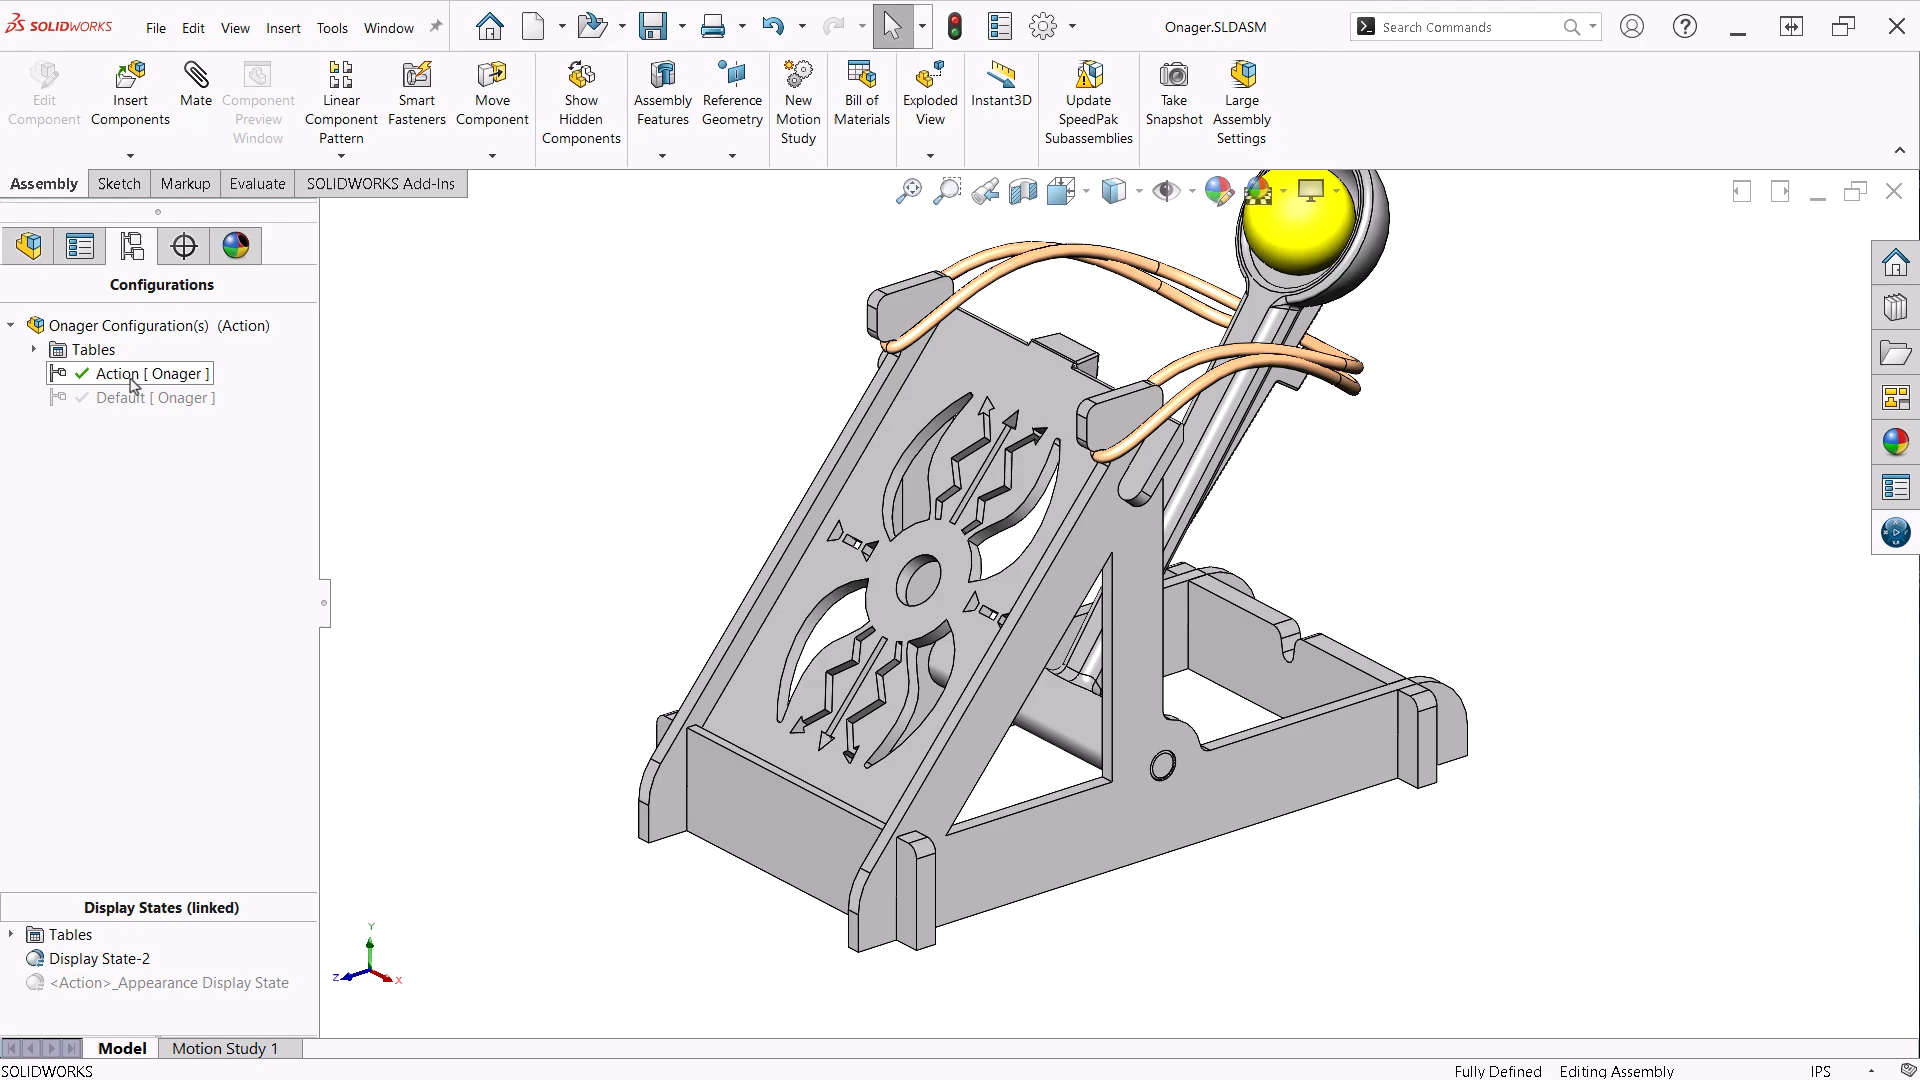 SOLIDWORKS File Edit View Insert Tools Window Onager.SLDASM Search Commands
Edit Component
Insert Components
Mate
Component Preview Window
Linear Component Pattern
Smart Fasteners
Move Component
Show Hidden Components
Assembly Features
Reference Geometry
New Motion Study
Bill of Materials
Exploded View
Instant3D
Update SpeedPak Subassemblies
Take Snapshot
Large Assembly Settings
Assembly Sketch Markup Evaluate SOLIDWORKS Add-Ins
Configurations
Onager Configuration(s) (Action)
Tables
Action [ Onager ]
Default [ Onager ]
Display States (linked)
Tables
Display State-2
<Action>_Appearance Display State
Y
Z
X
Model Motion Study 1
SOLIDWORKS Fully Defined Editing Assembly IPS